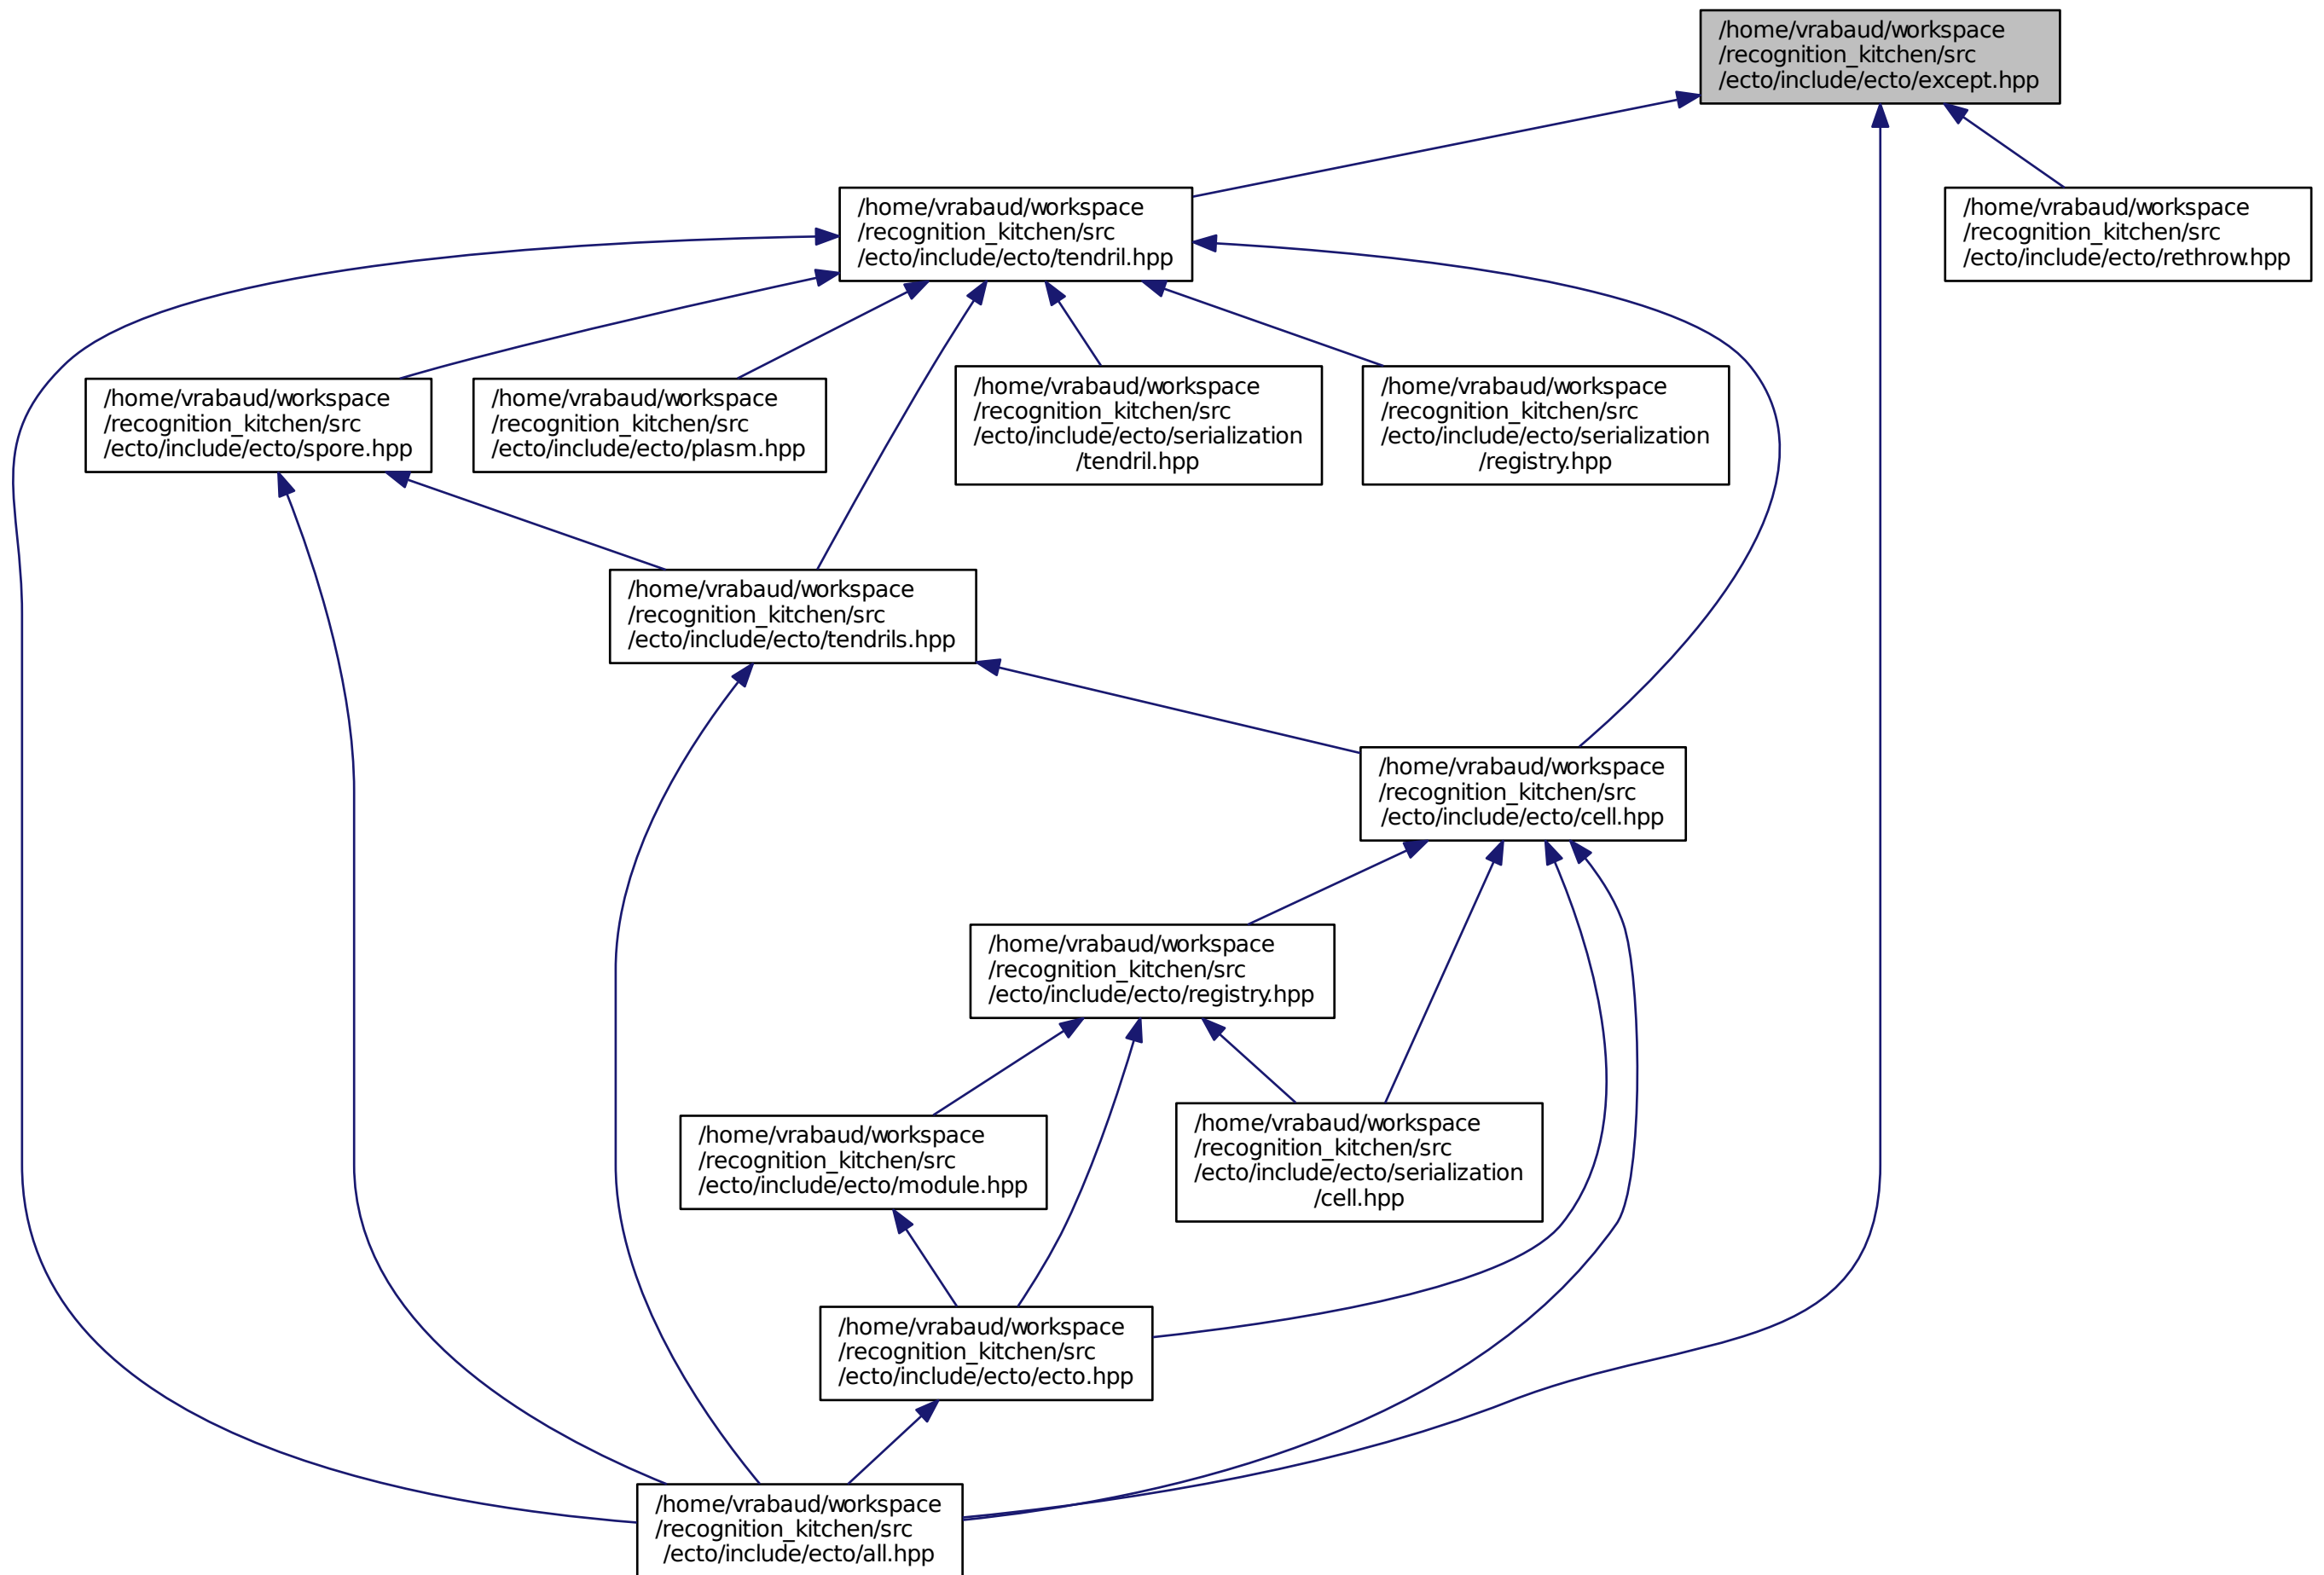 /home/vrabaud/workspace
/recognition_kitchen/src
/ecto/include/ecto/except.hpp
/home/vrabaud/workspace
/recognition_kitchen/src
/ecto/include/ecto/tendril.hpp
/home/vrabaud/workspace
/recognition_kitchen/src
/ecto/include/ecto/rethrow.hpp
/home/vrabaud/workspace
/recognition_kitchen/src
/ecto/include/ecto/spore.hpp
/home/vrabaud/workspace
/recognition_kitchen/src
/ecto/include/ecto/plasm.hpp
/home/vrabaud/workspace
/recognition_kitchen/src
/ecto/include/ecto/serialization
/tendril.hpp
/home/vrabaud/workspace
/recognition_kitchen/src
/ecto/include/ecto/serialization
/registry.hpp
/home/vrabaud/workspace
/recognition_kitchen/src
/ecto/include/ecto/tendrils.hpp
/home/vrabaud/workspace
/recognition_kitchen/src
/ecto/include/ecto/cell.hpp
/home/vrabaud/workspace
/recognition_kitchen/src
/ecto/include/ecto/registry.hpp
/home/vrabaud/workspace
/recognition_kitchen/src
/ecto/include/ecto/module.hpp
/home/vrabaud/workspace
/recognition_kitchen/src
/ecto/include/ecto/serialization
/cell.hpp
/home/vrabaud/workspace
/recognition_kitchen/src
/ecto/include/ecto/ecto.hpp
/home/vrabaud/workspace
/recognition_kitchen/src
/ecto/include/ecto/all.hpp